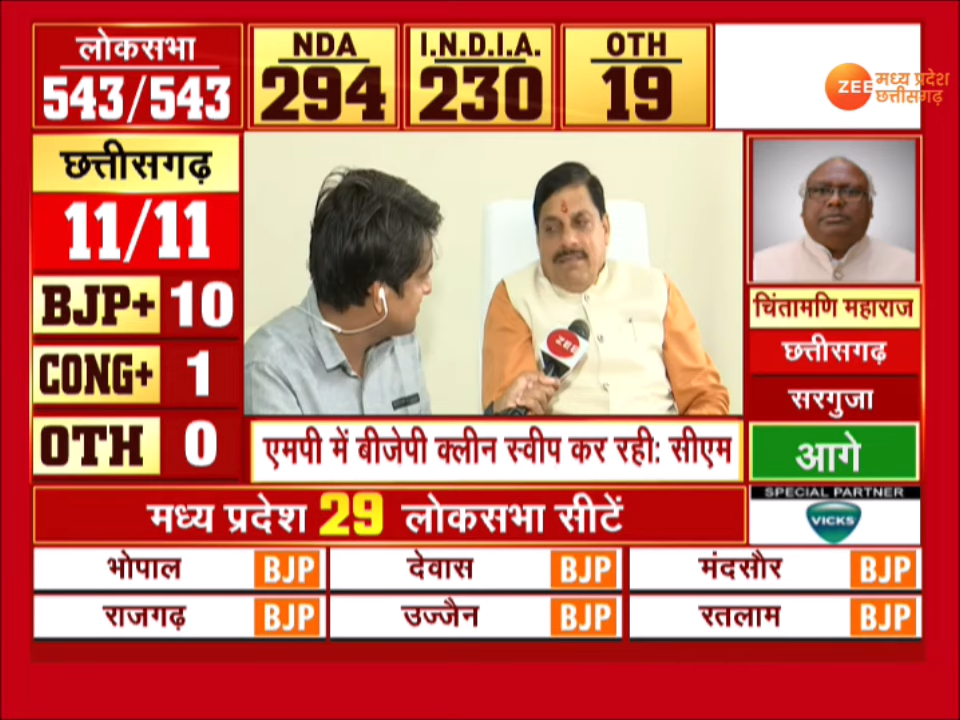 लोकसभा
543/543
NDA
294
I.N.D.I.A.
230
OTH
19
ZEE मध्य प्रदेश
छत्तीसगढ़
छत्तीसगढ़
11/11
BJP+ 10
CONG+ 1
OTH 0
ZEE
एमपी में बीजेपी क्लीन स्वीप कर रही: सीएम
चिंतामणि महाराज
छत्तीसगढ़
सरगुजा
आगे
SPECIAL PARTNER
VICKS
मध्य प्रदेश 29 लोकसभा सीटें
भोपाल BJP देवास BJP मंदसौर BJP
राजगढ़ BJP उज्जैन BJP रतलाम BJP